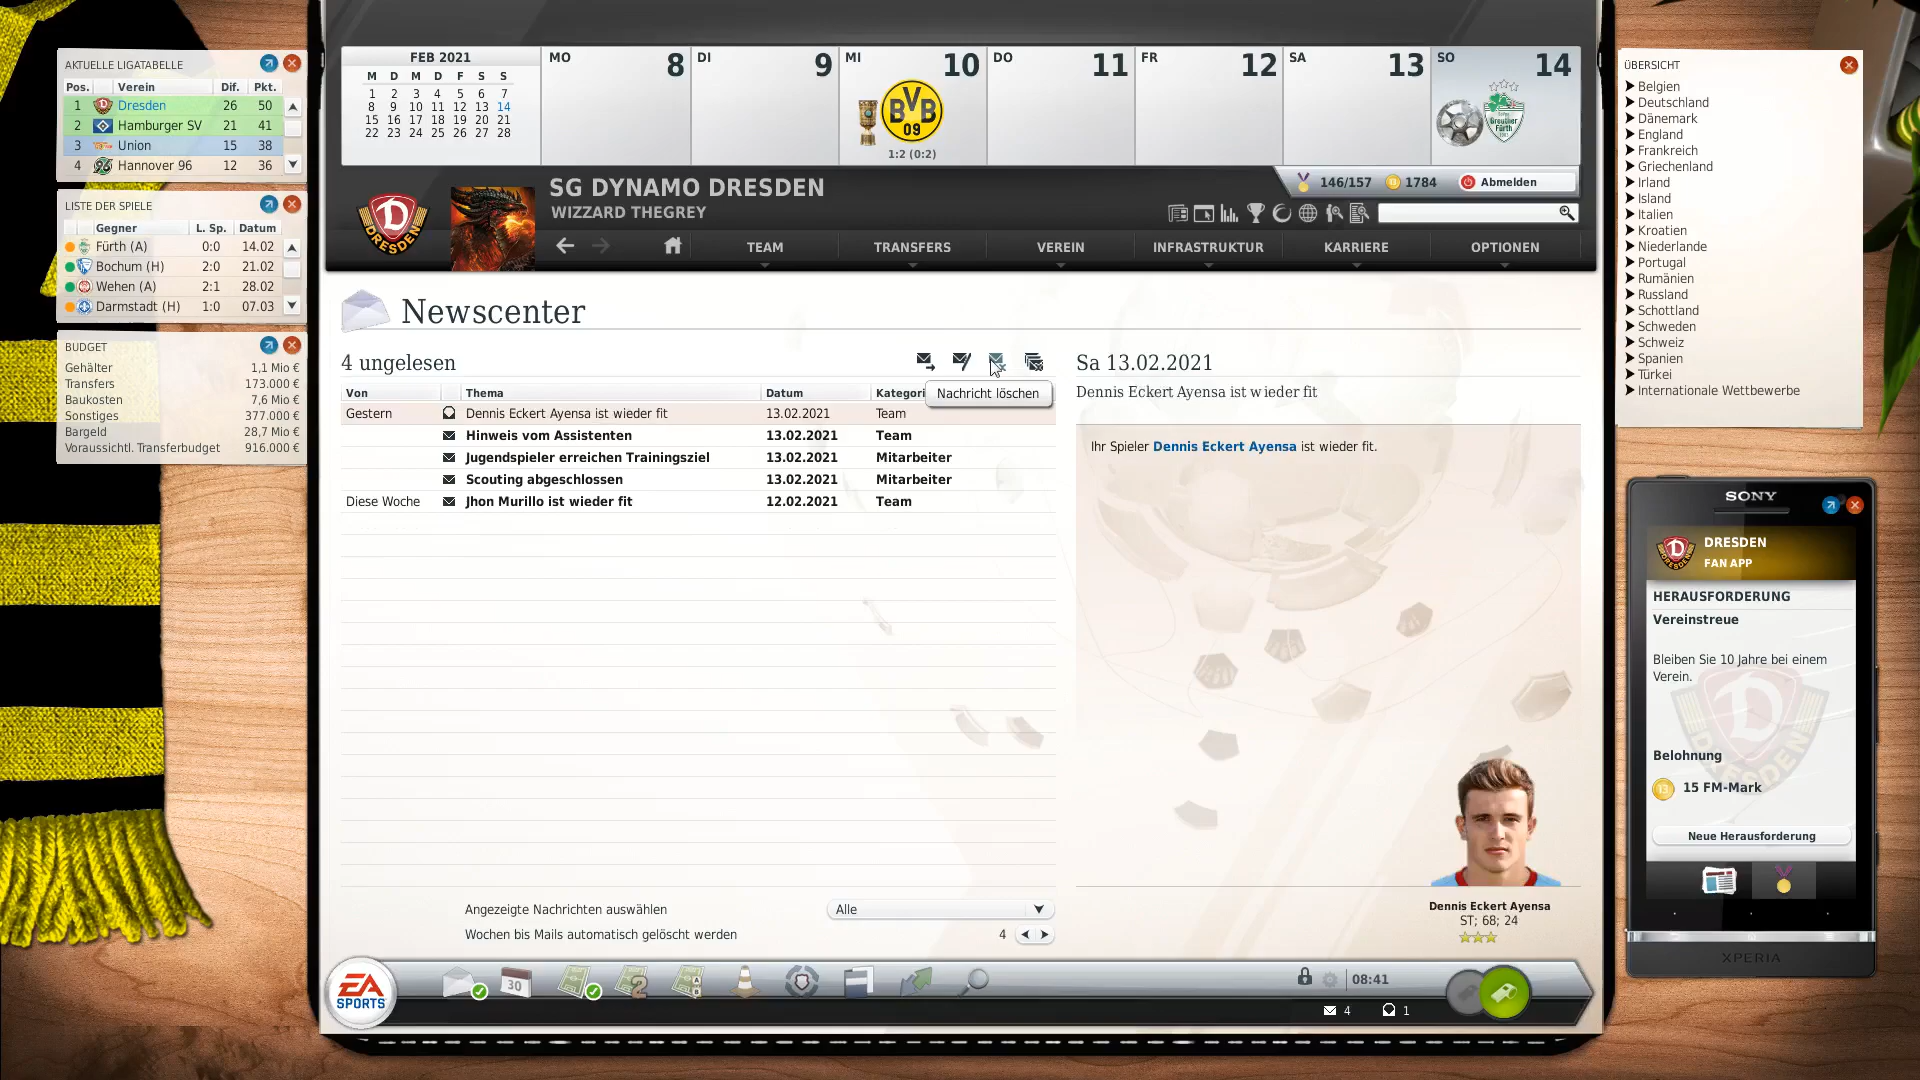 AKTUELLE LIGATABELLE
Pos. Verein Dif. Pkt.
1 Dresden 26 50
2 Hamburger SV 21 41
3 Union 15 38
4 Hannover 96 12 36
LISTE DER SPIELE
Gegner L. Sp. Datum
Fürth (A) 0:0 14.02
Bochum (H) 2:0 21.02
Wehen (A) 2:1 28.02
Darmstadt (H) 1:0 07.03
BUDGET
Gehälter 1,1 Mio €
Transfers 173.000 €
Baukosten 7,6 Mio €
Sonstiges 377.000 €
Bargeld 28,7 Mio €
Voraussichtl. Transferbudget 916.000 €
FEB 2021
M D M D F S S
1 2 3 4 5 6 7
8 9 10 11 12 13 14
15 16 17 18 19 20 21
22 23 24 25 26 27 28
MO 8 DI 9 MI 10 DO 11 FR 12 SA 13 SO 14
BVB 09
1:2 (0:2)
Greuther Fürth
D DRESDEN
SG DYNAMO DRESDEN
WIZZARD THEGREY
146/157 1784 Abmelden
TEAM TRANSFERS VEREIN INFRASTRUKTUR KARRIERE OPTIONEN
Newscenter
4 ungelesen
Von Thema Datum Kategori
Nachricht löschen
Gestern Dennis Eckert Ayensa ist wieder fit 13.02.2021 Team
Hinweis vom Assistenten 13.02.2021 Team
Jugendspieler erreichen Trainingsziel 13.02.2021 Mitarbeiter
Scouting abgeschlossen 13.02.2021 Mitarbeiter
Diese Woche Jhon Murillo ist wieder fit 12.02.2021 Team
Angezeigte Nachrichten auswählen Alle
Wochen bis Mails automatisch gelöscht werden 4
Sa 13.02.2021
Dennis Eckert Ayensa ist wieder fit
Ihr Spieler Dennis Eckert Ayensa ist wieder fit.
Dennis Eckert Ayensa
ST; 68; 24
EA SPORTS
30
2
08:41
4 1
ÜBERSICHT
Belgien
Deutschland
Dänemark
England
Frankreich
Griechenland
Irland
Island
Italien
Kroatien
Niederlande
Portugal
Rumänien
Russland
Schottland
Schweden
Schweiz
Spanien
Türkei
Internationale Wettbewerbe
SONY
DRESDEN
FAN APP
HERAUSFORDERUNG
Vereinstreue
Bleiben Sie 10 Jahre bei einem
Verein.
Belohnung
15 FM-Mark
Neue Herausforderung
XPERIA